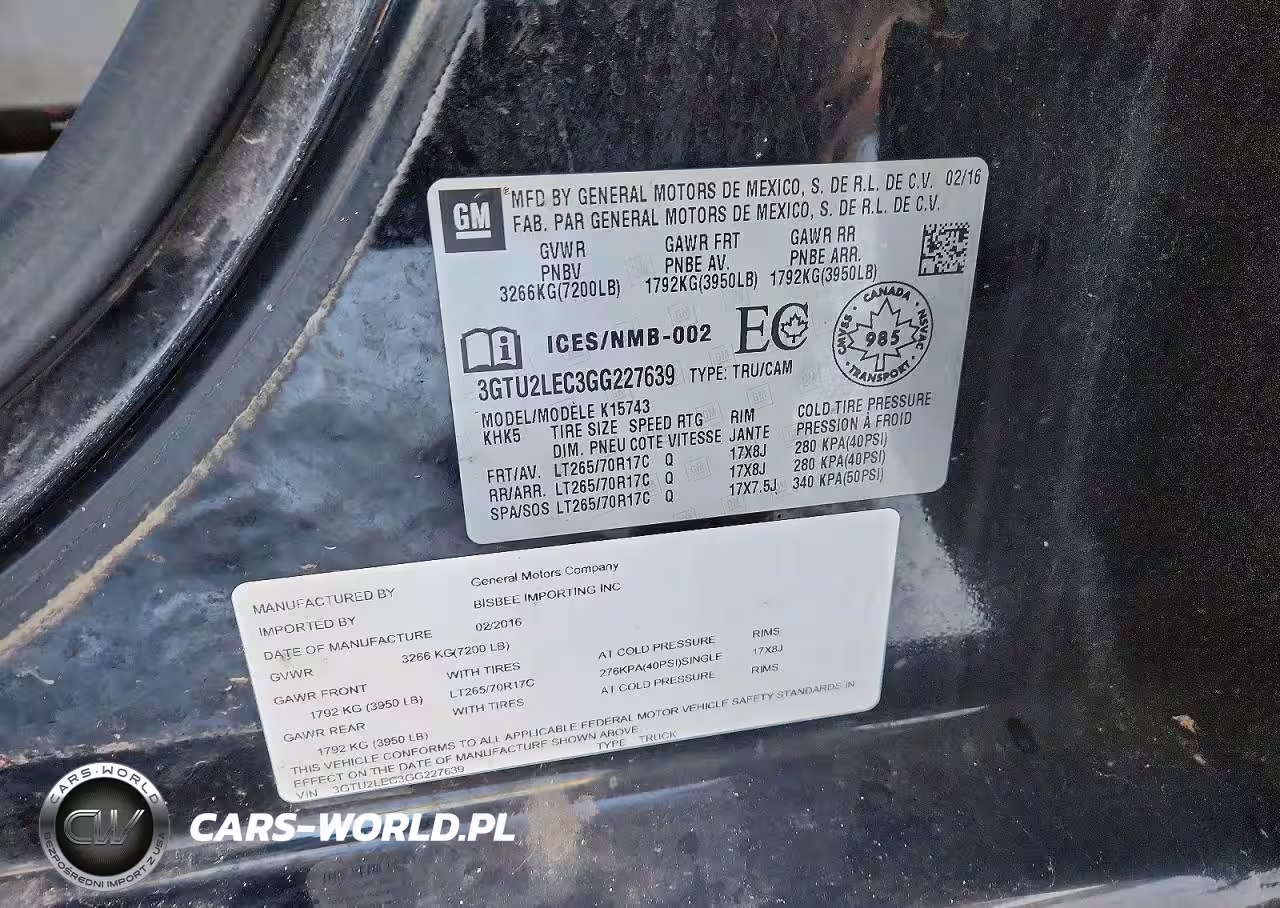 GM
® MFD BY GENERAL MOTORS DE MEXICO, S. DE R.L. DE C.V. 02/16
FAB. PAR GENERAL MOTORS DE MEXICO, S. DE R.L. DE C.V.
GVWR GAWR FRT GAWR RR
PNBV PNBE AV. PNBE ARR.
3266KG(7200LB) 1792KG(3950LB) 1792KG(3950LB)
ICES/NMB-002 EC
CANADA · NSVAC · TRANSPORT · CMVSS ·
985
3GTU2LEC3GG227639 TYPE: TRU/CAM
MODEL/MODÈLE K15743
KHK5 TIRE SIZE SPEED RTG RIM COLD TIRE PRESSURE
DIM. PNEU COTE VITESSE JANTE PRESSION À FROID
FRT/AV. LT265/70R17C Q 17X8J 280 KPA(40PSI)
RR/ARR. LT265/70R17C Q 17X8J 280 KPA(40PSI)
SPA/SOS LT265/70R17C Q 17X7.5J 340 KPA(50PSI)
MANUFACTURED BY General Motors Company
IMPORTED BY BISBEE IMPORTING INC
DATE OF MANUFACTURE 02/2016
GVWR 3266 KG(7200 LB)
GAWR FRONT WITH TIRES AT COLD PRESSURE RIMS
1792 KG (3950 LB) LT265/70R17C 276KPA(40PSI)SINGLE 17X8J
GAWR REAR WITH TIRES AT COLD PRESSURE RIMS
1792 KG (3950 LB)
THIS VEHICLE CONFORMS TO ALL APPLICABLE FEDERAL MOTOR VEHICLE SAFETY STANDARDS IN
EFFECT ON THE DATE OF MANUFACTURE SHOWN ABOVE
VIN 3GTU2LEC3GG227639 TYPE TRUCK
CARS-WORLD
CW
BEZPOŚREDNI IMPORT Z USA
CARS-WORLD.PL